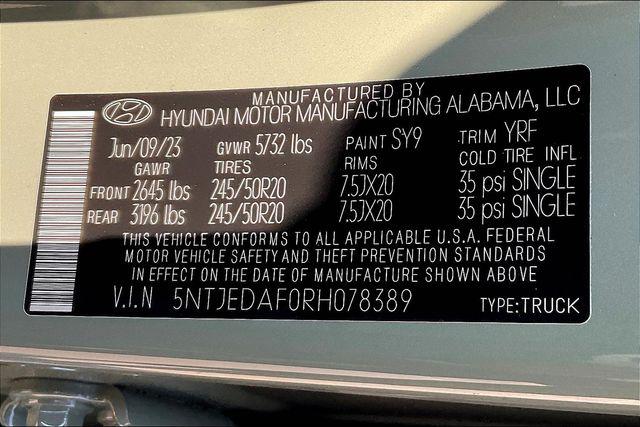 MANUFACTURED BY
HYUNDAI MOTOR MANUFACTURING ALABAMA, LLC
Jun/09/23 GVWR 5732 lbs PAINT SY9 TRIM YRF
GAWR TIRES RIMS COLD TIRE INFL
FRONT 2645 lbs 245/50R20 7.5JX20 35 psi SINGLE
REAR 3196 lbs 245/50R20 7.5JX20 35 psi SINGLE
THIS VEHICLE CONFORMS TO ALL APPLICABLE U.S.A. FEDERAL
MOTOR VEHICLE SAFETY AND THEFT PREVENTION STANDARDS
IN EFFECT ON THE DATE OF MANUFACTURE SHOWN ABOVE
V.I.N 5NTJEDAF0RH078389 TYPE:TRUCK